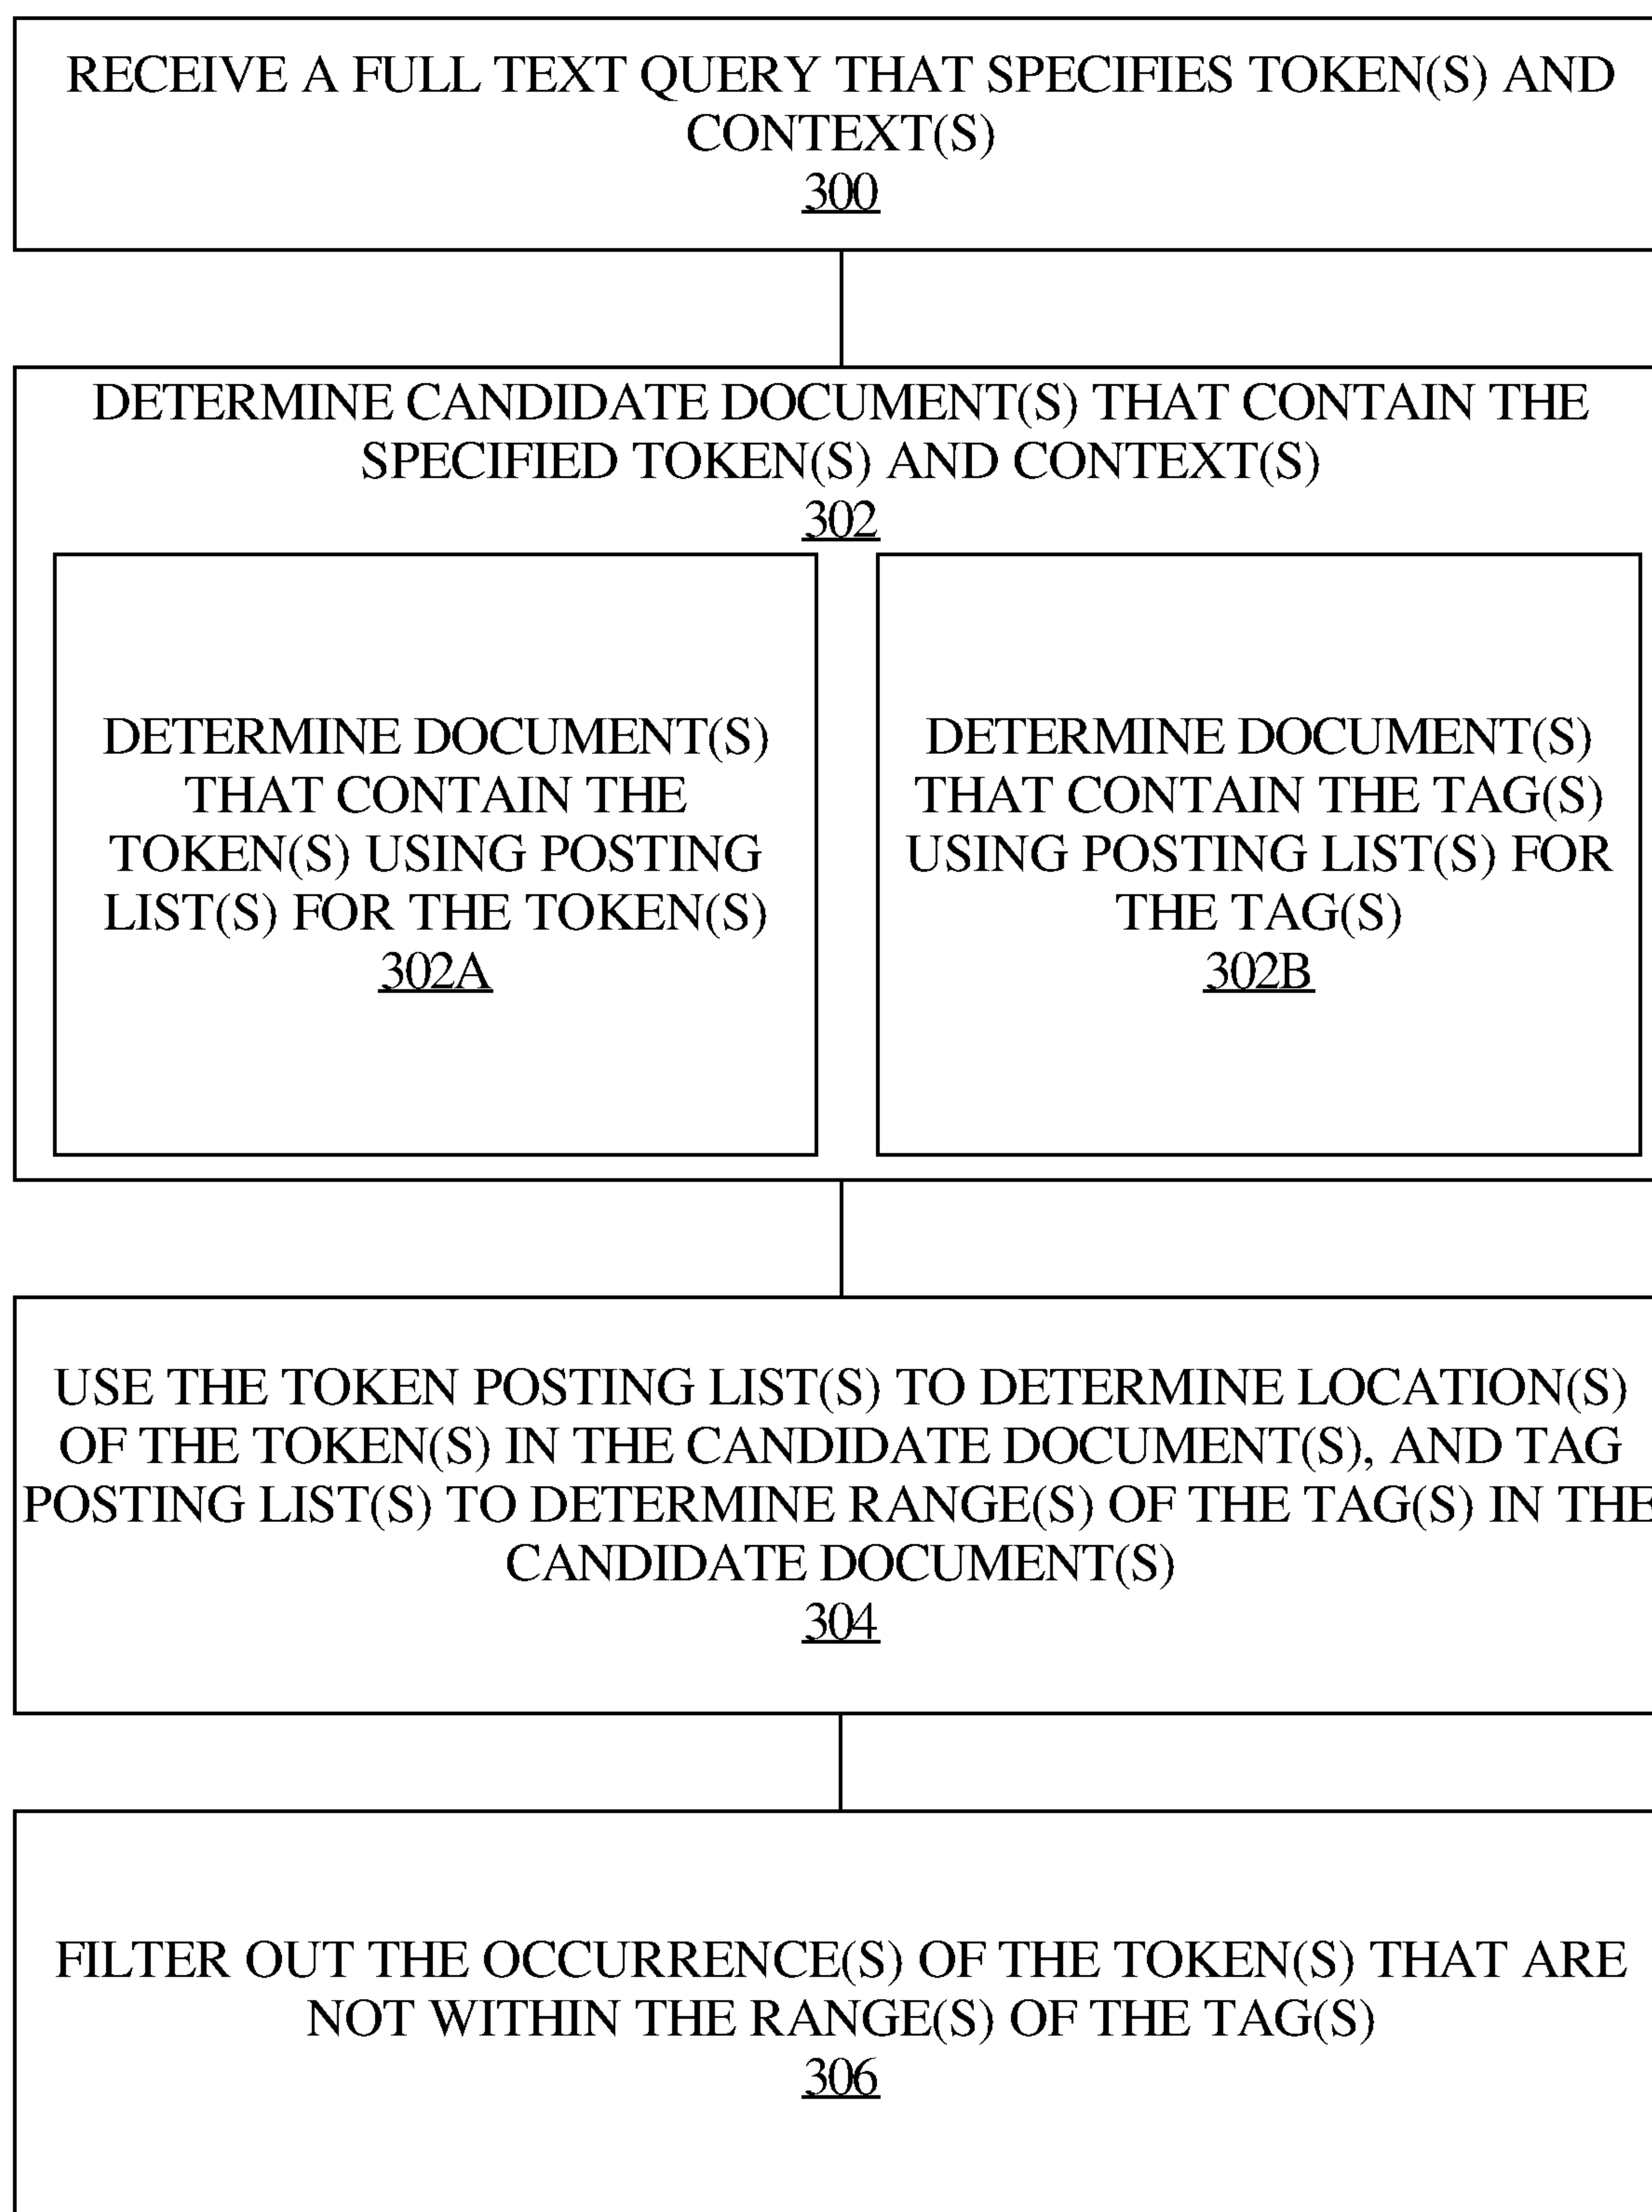 RECEIVE A FULL TEXT QUERY THAT SPECIFIES TOKEN(S) AND
CONTEXT(S)
300
DETERMINE CANDIDATE DOCUMENT(S) THAT CONTAIN THE
SPECIFIED TOKEN(S) AND CONTEXT(S)
302
DETERMINE DOCUMENT(S)
THAT CONTAIN THE
TOKEN(S) USING POSTING
LIST(S) FOR THE TOKEN(S)
302A
DETERMINE DOCUMENT(S)
THAT CONTAIN THE TAG(S)
USING POSTING LIST(S) FOR
THE TAG(S)
302B
USE THE TOKEN POSTING LIST(S) TO DETERMINE LOCATION(S)
OF THE TOKEN(S) IN THE CANDIDATE DOCUMENT(S), AND TAG
POSTING LIST(S) TO DETERMINE RANGE(S) OF THE TAG(S) IN THE
CANDIDATE DOCUMENT(S)
304
FILTER OUT THE OCCURRENCE(S) OF THE TOKEN(S) THAT ARE
NOT WITHIN THE RANGE(S) OF THE TAG(S)
306